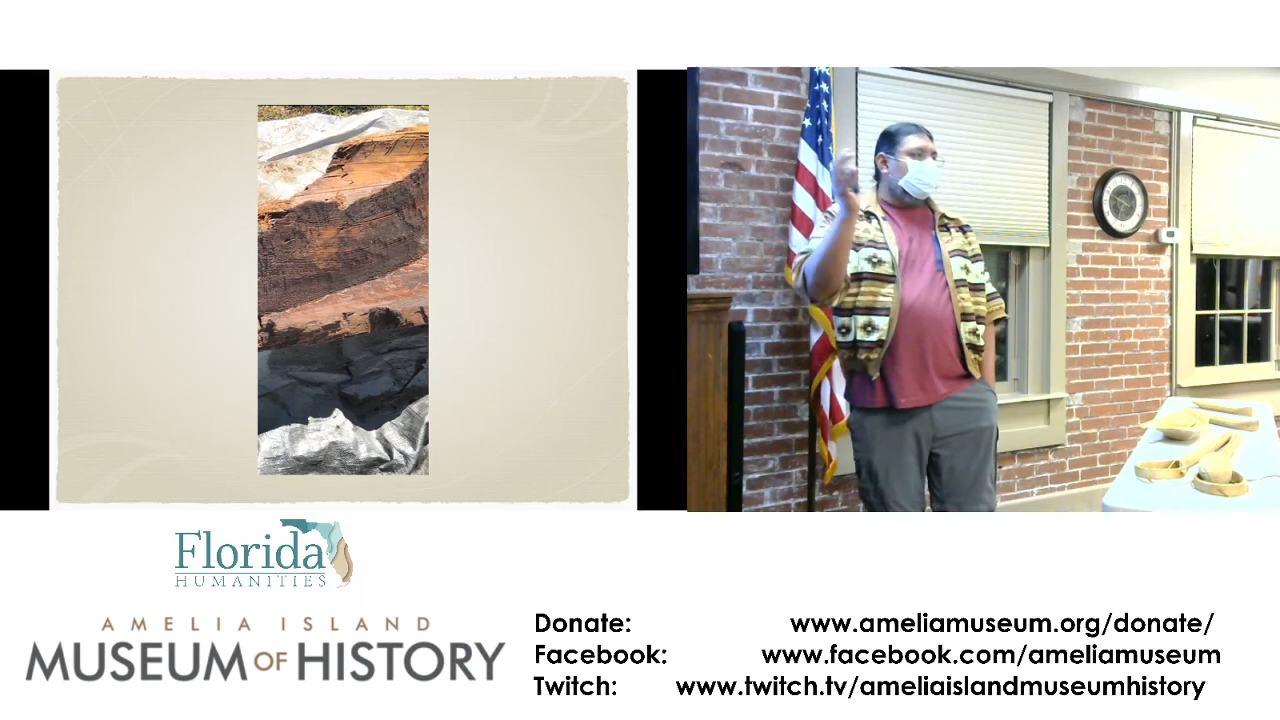 Florida
HUMANITIES
AMELIA ISLAND
MUSEUM OF HISTORY
Donate: www.ameliamuseum.org/donate/
Facebook: www.facebook.com/ameliamuseum
Twitch: www.twitch.tv/ameliaislandmuseumhistory